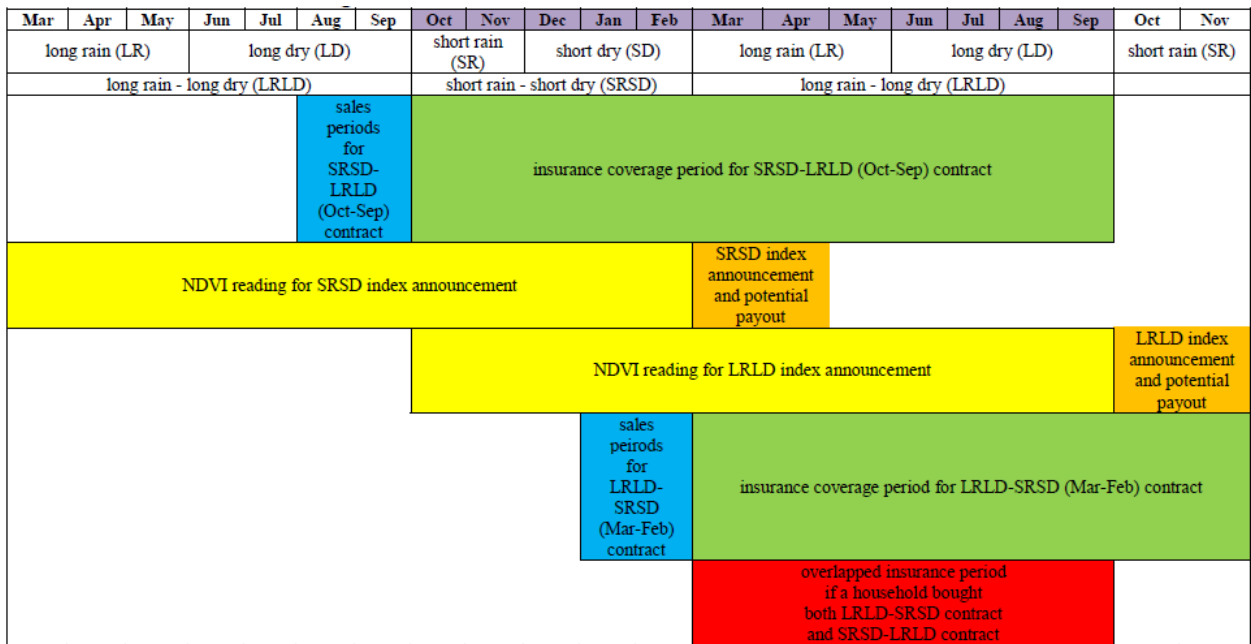 Mar Apr May Jun Jul Aug Sep Oct Nov Dec Jan Feb Mar Apr May Jun Jul Aug Sep Oct Nov
long rain (LR) long dry (LD) short rain (SR) short dry (SD) long rain (LR) long dry (LD) short rain (SR)
long rain - long dry (LRLD) short rain - short dry (SRSD) long rain - long dry (LRLD)
sales
periods
for
SRSD-
LRLD
(Oct-Sep)
contract
insurance coverage period for SRSD-LRLD (Oct-Sep) contract
NDVI reading for SRSD index announcement
SRSD index
announcement
and potential
payout
NDVI reading for LRLD index announcement
LRLD index
announcement
and potential
payout
sales
peirods
for
LRLD-
SRSD
(Mar-Feb)
contract
insurance coverage period for LRLD-SRSD (Mar-Feb) contract
overlapped insurance period
if a household bought
both LRLD-SRSD contract
and SRSD-LRLD contract